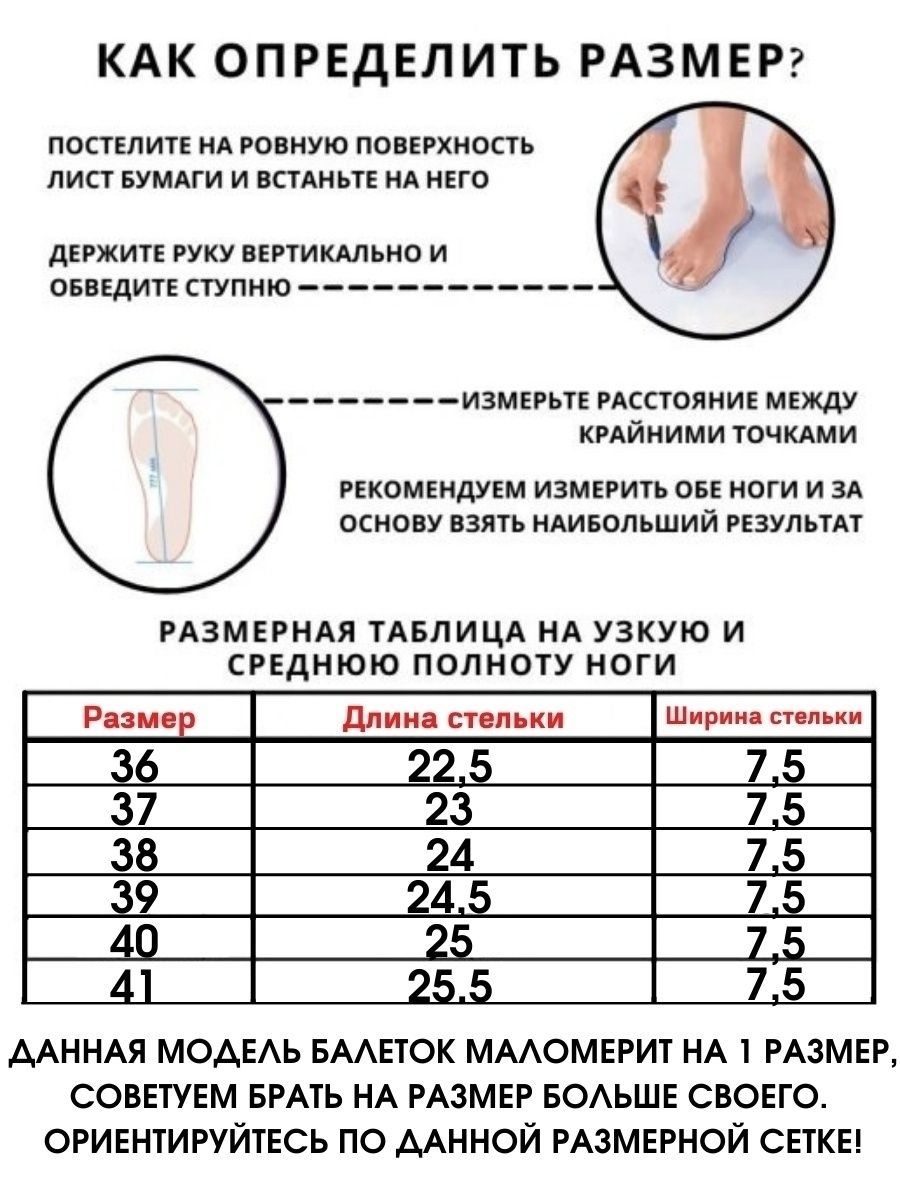 КАК ОПРЕДЕЛИТЬ РАЗМЕР?
ПОСТЕЛИТЕ НА РОВНУЮ ПОВЕРХНОСТЬ
ЛИСТ БУМАГИ И ВСТАНЬТЕ НА НЕГО
ДЕРЖИТЕ РУКУ ВЕРТИКАЛЬНО И
ОБВЕДИТЕ СТУПНЮ
ИЗМЕРЬТЕ РАССТОЯНИЕ МЕЖДУ
КРАЙНИМИ ТОЧКАМИ
РЕКОМЕНДУЕМ ИЗМЕРИТЬ ОБЕ НОГИ И ЗА
ОСНОВУ ВЗЯТЬ НАИБОЛЬШИЙ РЕЗУЛЬТАТ
РАЗМЕРНАЯ ТАБЛИЦА НА УЗКУЮ И
СРЕДНЮЮ ПОЛНОТУ НОГИ
Размер Длина стельки Ширина стельки
36 22,5 7,5
37 23 7,5
38 24 7,5
39 24,5 7,5
40 25 7,5
41 25,5 7,5
ДАННАЯ МОДЕЛЬ БАЛЕТОК МАЛОМЕРИТ НА 1 РАЗМЕР,
СОВЕТУЕМ БРАТЬ НА РАЗМЕР БОЛЬШЕ СВОЕГО.
ОРИЕНТИРУЙТЕСЬ ПО ДАННОЙ РАЗМЕРНОЙ СЕТКЕ!